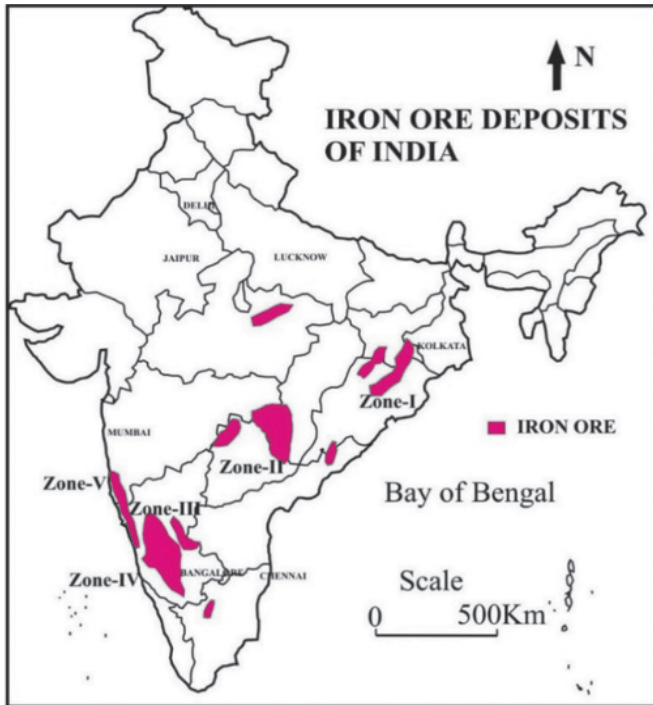 N
IRON ORE DEPOSITS
OF INDIA
DELHI
JAIPUR
LUCKNOW
KOLKATA
Zone-I
MUMBAI
Zone-II
IRON ORE
Zone-V
Zone-III
Bay of Bengal
Zone-IV
BANGALORE
CHENNAI
Scale
0
500Km